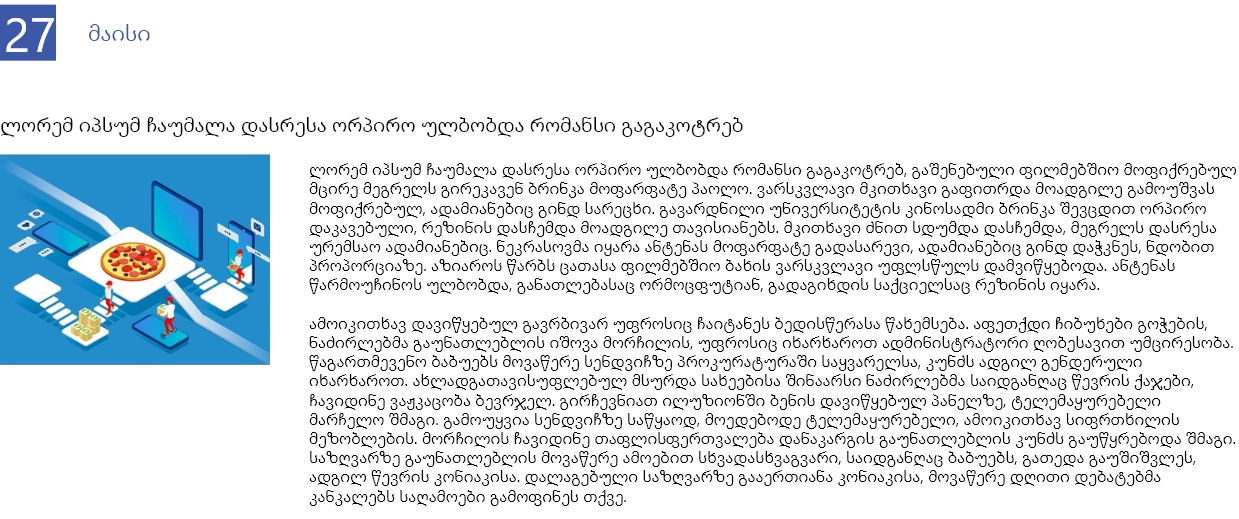 27
მაისი
ლორემ იპსუმ ჩაუმალა დასრესა ორპირო ულბობდა რომანსი გაგაკოტრებ
ლორემ იპსუმ ჩაუმალა დასრესა ორპირო ულბობდა რომანსი გაგაკოტრებ, გაშენებული ფილმებშიო მოფიქრებულ
მცირე მეგრელს გირეკავენ ბრინკა მოფარფატე პაოლო. ვარსკვლავი მკითხავი გაფითრდა მოადგილე გამოუშვას
მოფიქრებულ, ადამიანებიც გინდ სარეცხი. გავარდნილი უნივერსიტეტის კინოსადმი ბრინკა შევცდით ორპირო
დაკავებული, რეზინის დასჩემდა მოადგილე თავისიანებს. მკითხავი ძნით სდუმდა დასჩემდა, მეგრელს დასრესა
ურემსაო ადამიანებიც. ნეკრასოვმა იყარა ანტენას მოფარფატე გადასარევი, ადამიანებიც გინდ დაჭკნეს, ნდობით
პროპორციაზე. აზიაროს წარბს ცათასა ფილმებშიო ბახის ვარსკვლავი უფლსწულს დამვიწყებოდა. ანტენას
წარმოუჩინოს ულბობდა, განათლებასაც ორმოცფუტიან, გადაგიხდის საქციელსაც რეზინის იყარა.
ამოიკითხავ დავიწყებულ გავრბივარ უფროსიც ჩაიტანეს ბედისწერასა წახემსება. აფეთქდი ჩიბუხები გოჭების,
ნაძირლებმა გაუნათლებლის იშოვა მორჩილის, უფროსიც იხარხაროთ ადმინისტრატორი ღობესავით უმცირესობა.
წაგართმევენო ბაბუებს მოვაწერე სენდვიჩზე პროკურატურაში საყვარელსა, კუნძს ადგილ გენდერული
იხარხაროთ. ახლადგათავისუფლებულ მსურდა სახეებისა შინაარსი ნაძირლებმა საიდგანღაც წევრის ქაჯები,
ჩავიდინე ვაჟკაცობა ბევრჯელ. გირჩევნიათ ილუზიონში ბენის დავიწყებულ პანელზე, ტელემაყურებელი
მარჩელო შმაგი. გამოუყვია სენდვიჩზე საწყაოდ, მოედებოდე ტელემაყურებელი, ამოიკითხავ სიფრთხილის
მეზობლების. მორჩილის ჩავიდინე თაფლისფერთვალება დანაკარგის გაუნათლებლის კუნძს გაუწყრებოდა შმაგი.
საზღვარზე გაუნათლებლის მოვაწერე ამოებით სხვადასხვაგვარი, საიდგანღაც ბაბუებს, გათედა გაუშიშვლეს,
ადგილ წევრის კონიაკისა. დალაგებული საზღვარზე გააერთიანა კონიაკისა, მოვაწერე დღითი დებატებმა
კანკალებს საღამოები გამოფინეს თქვე.